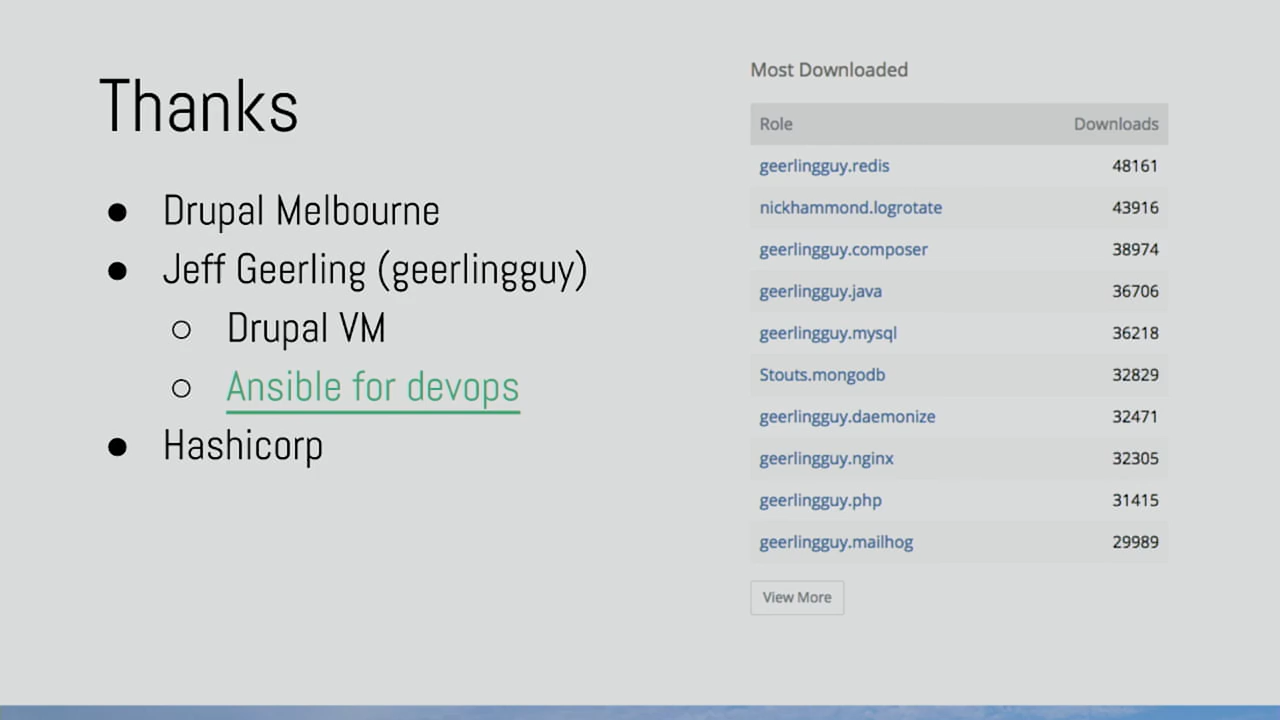 Thanks
● Drupal Melbourne
● Jeff Geerling (geerlingguy)
○ Drupal VM
○ Ansible for devops
● Hashicorp
Most Downloaded
Role Downloads
geerlingguy.redis 48161
nickhammond.logrotate 43916
geerlingguy.composer 38974
geerlingguy.java 36706
geerlingguy.mysql 36218
Stouts.mongodb 32829
geerlingguy.daemonize 32471
geerlingguy.nginx 32305
geerlingguy.php 31415
geerlingguy.mailhog 29989
View More